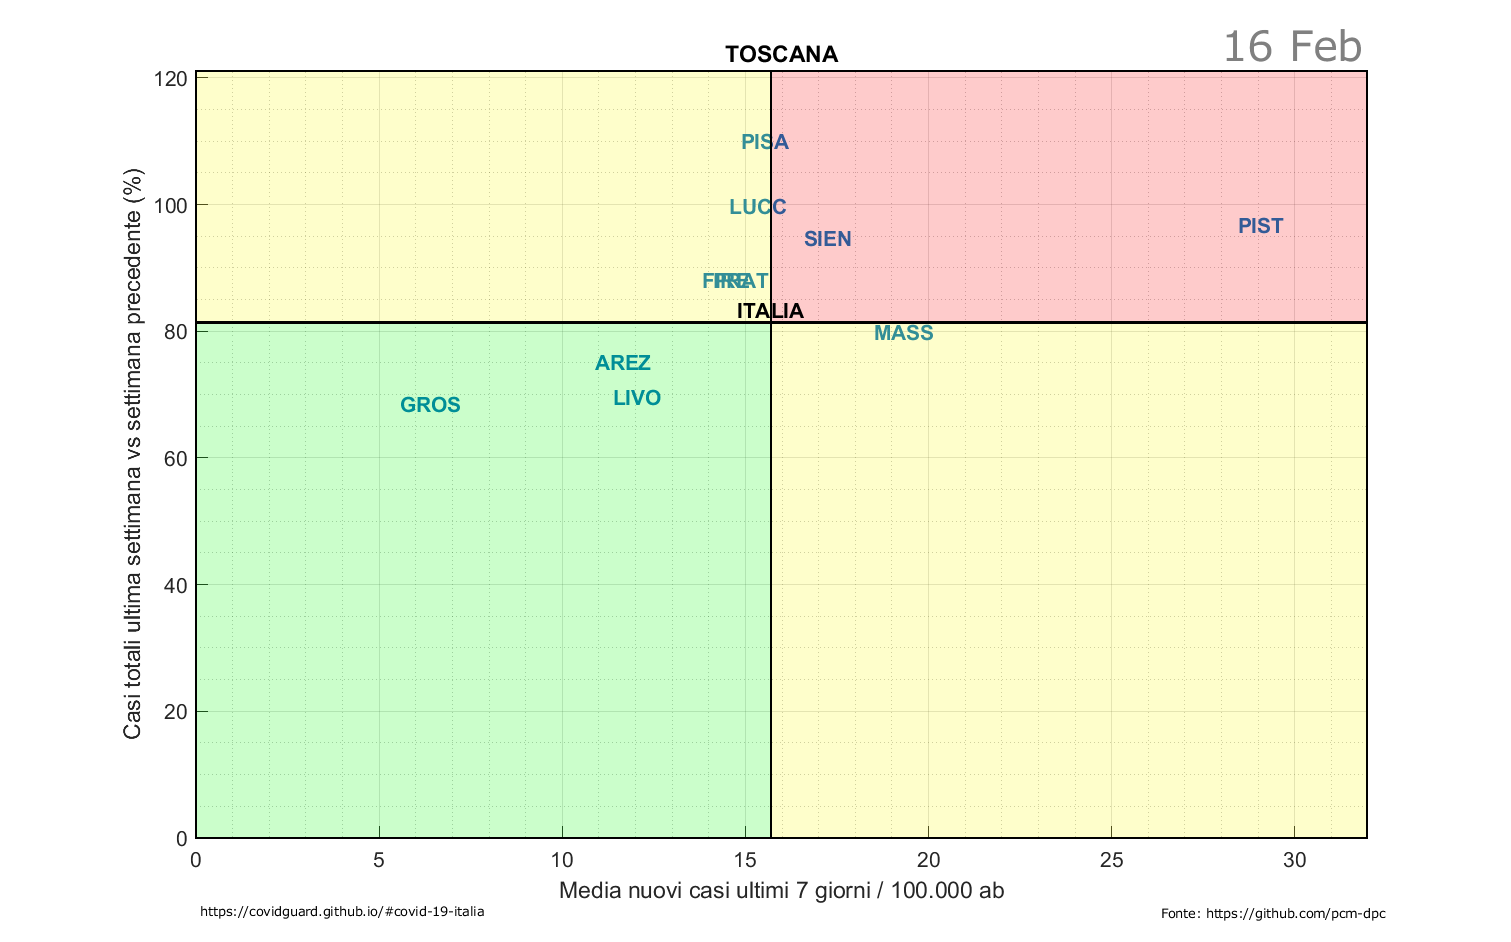 16 Feb
TOSCANA
120
100
80
60
40
20
0
Casi totali ultima settimana vs settimana precedente (%)
PISA
LUCC
SIEN
PIST
FIRE
PRAT
ITALIA
MASS
AREZ
LIVO
GROS
0 5 10 15 20 25 30
Media nuovi casi ultimi 7 giorni / 100.000 ab
https://covidguard.github.io/#covid-19-italia
Fonte: https://github.com/pcm-dpc